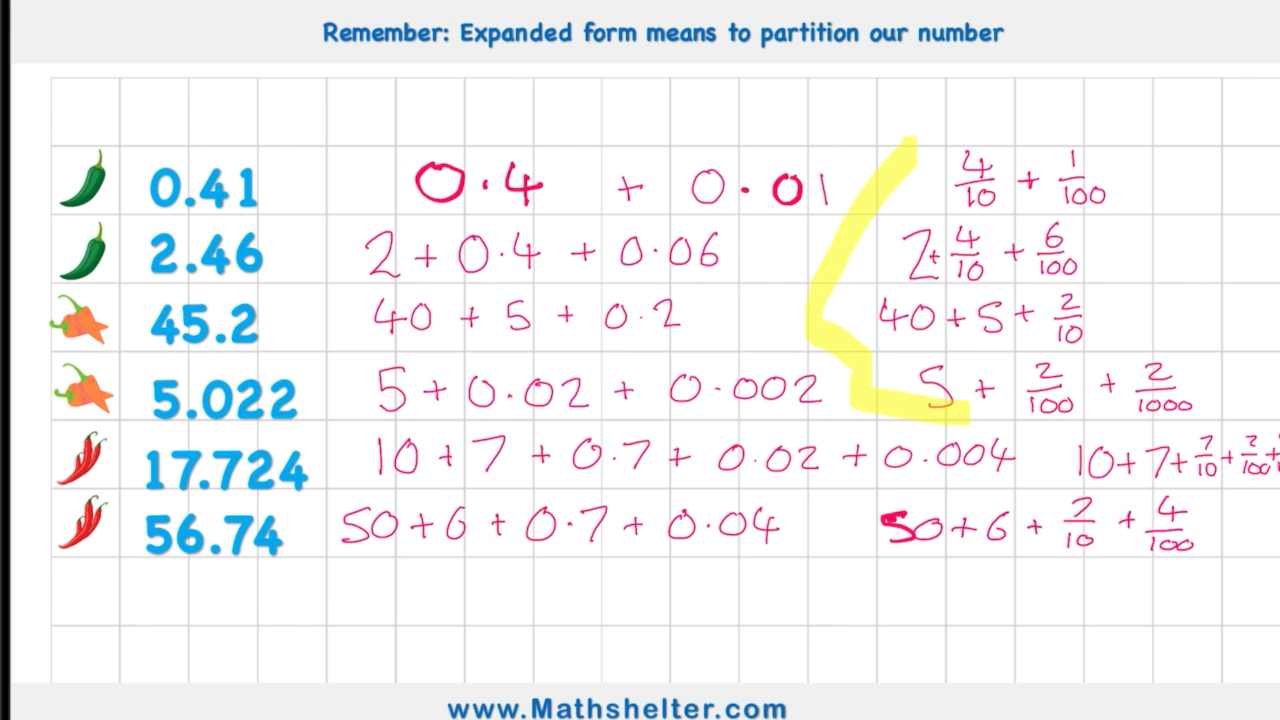 Remember: Expanded form means to partition our number
0.41 0.4 + 0.01 4/10 + 1/100
2.46 2 + 0.4 + 0.06 2 + 4/10 + 6/100
45.2 40 + 5 + 0.2 40 + 5 + 2/10
5.022 5 + 0.02 + 0.002 5 + 2/100 + 2/1000
17.724 10 + 7 + 0.7 + 0.02 + 0.004 10 + 7 + 7/10 + 2/100 +
56.74 50 + 6 + 0.7 + 0.04 50 + 6 + 7/10 + 4/100
www.Mathshelter.com